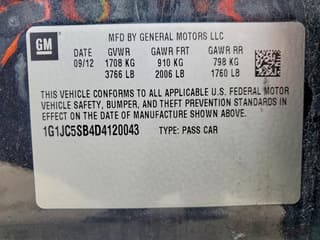 GM
MFD BY GENERAL MOTORS LLC
DATE GVWR GAWR FRT GAWR RR
09/12 1708 KG 910 KG 798 KG
3766 LB 2006 LB 1760 LB
THIS VEHICLE CONFORMS TO ALL APPLICABLE U.S. FEDERAL MOTOR
VEHICLE SAFETY, BUMPER, AND THEFT PREVENTION STANDARDS IN
EFFECT ON THE DATE OF MANUFACTURE SHOWN ABOVE.
1G1JC5SB4D4120043 TYPE: PASS CAR